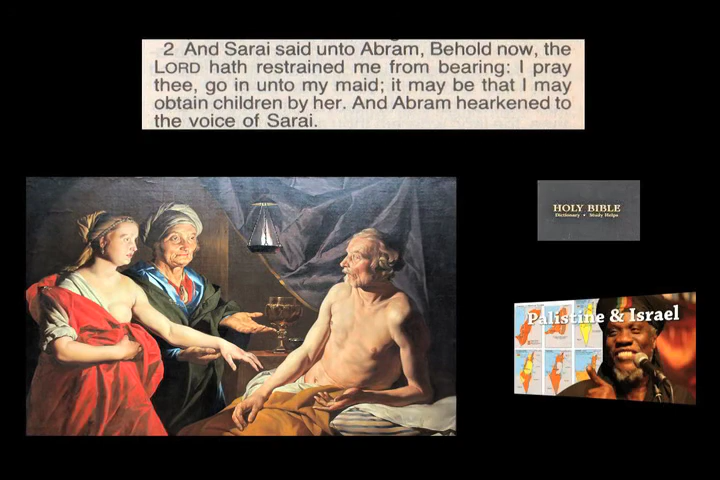 2 And Sarai said unto Abram, Behold now, the
LORD hath restrained me from bearing: I pray
thee, go in unto my maid; it may be that I may
obtain children by her. And Abram hearkened to
the voice of Sarai.
HOLY BIBLE
Dictionary • Study Helps
Palistine & Israel